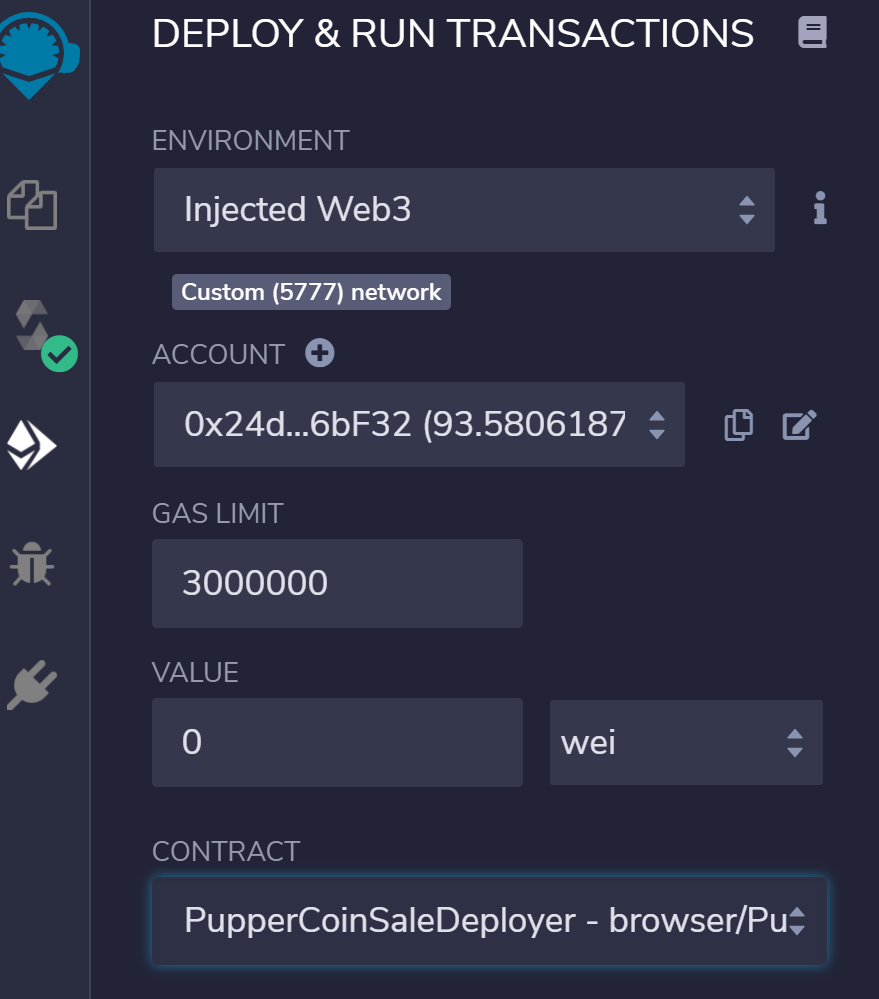 DEPLOY & RUN TRANSACTIONS
ENVIRONMENT
Injected Web3
Custom (5777) network
ACCOUNT
0x24d...6bF32 (93.5806187
GAS LIMIT
3000000
VALUE
0 wei
CONTRACT
PupperCoinSaleDeployer - browser/Pu